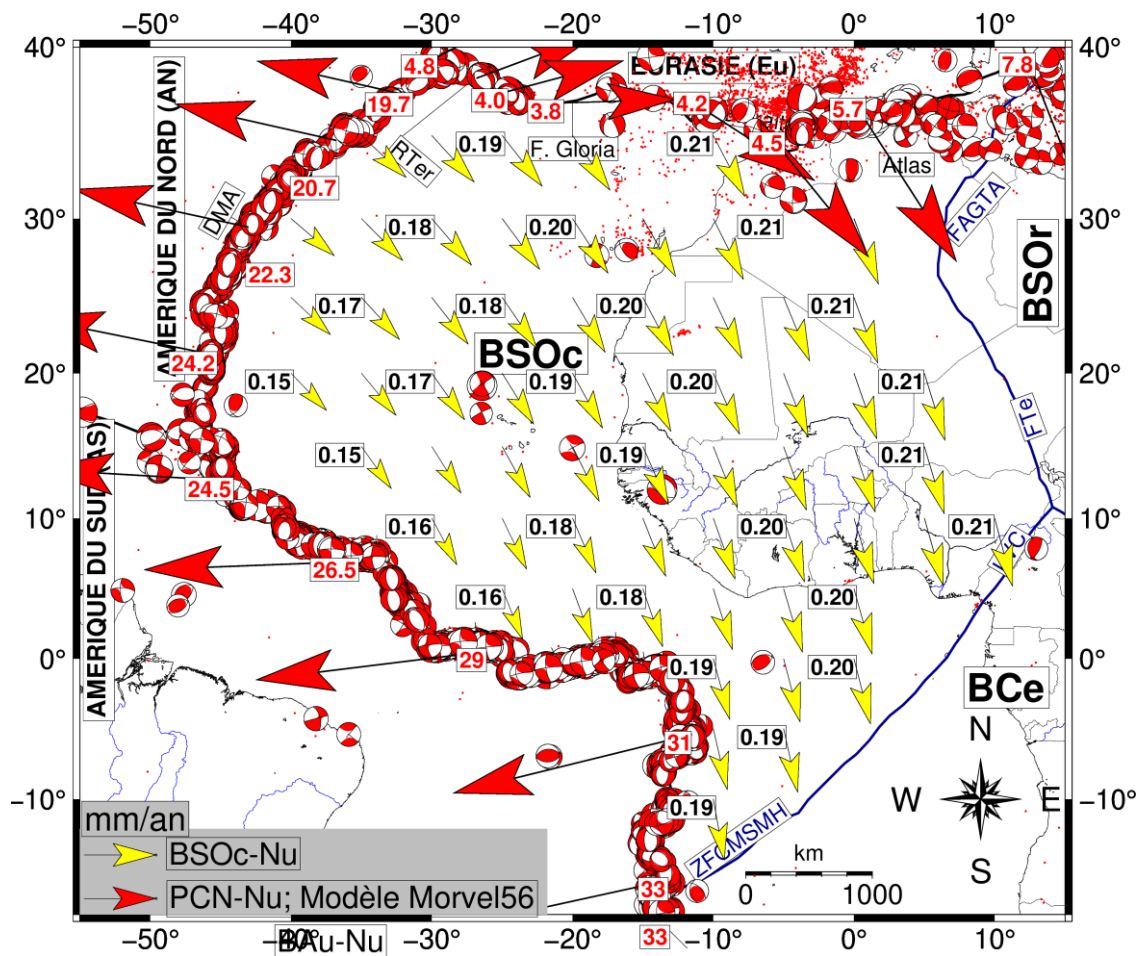 −50° −40° −30° −20° −10° 0° 10°
40° 40°
4.8 EURASIE (Eu) 7.8
19.7 4.0 3.8 4.2 5.7
0.19 0.21 4.5
RTer F. Gloria Atlas
AMERIQUE DU NORD (AN)
DMA 20.7
30° 0.18 0.20 0.21 FAGTA 30°
22.3 BSOr
0.17 0.18 0.20 0.21
24.2 BSOc
20° 0.15 0.17 0.19 0.20 0.21 20°
FTe
0.15 0.19 0.21
24.5
10° 0.16 0.18 0.20 0.21 10°
26.5
AMERIQUE DU SUD (AS)
0.16 0.18 0.20
0° 29 0.19 0.20 0°
BCe
31 0.19 N
−10° 0.19 W E −10°
mm/an
BSOc-Nu ZFCMSMH S
km
PCN-Nu; Modèle Morvel56 33 0 1000
−50° −40° −30° −20° −10° 0° 10°
BAu-Nu 33